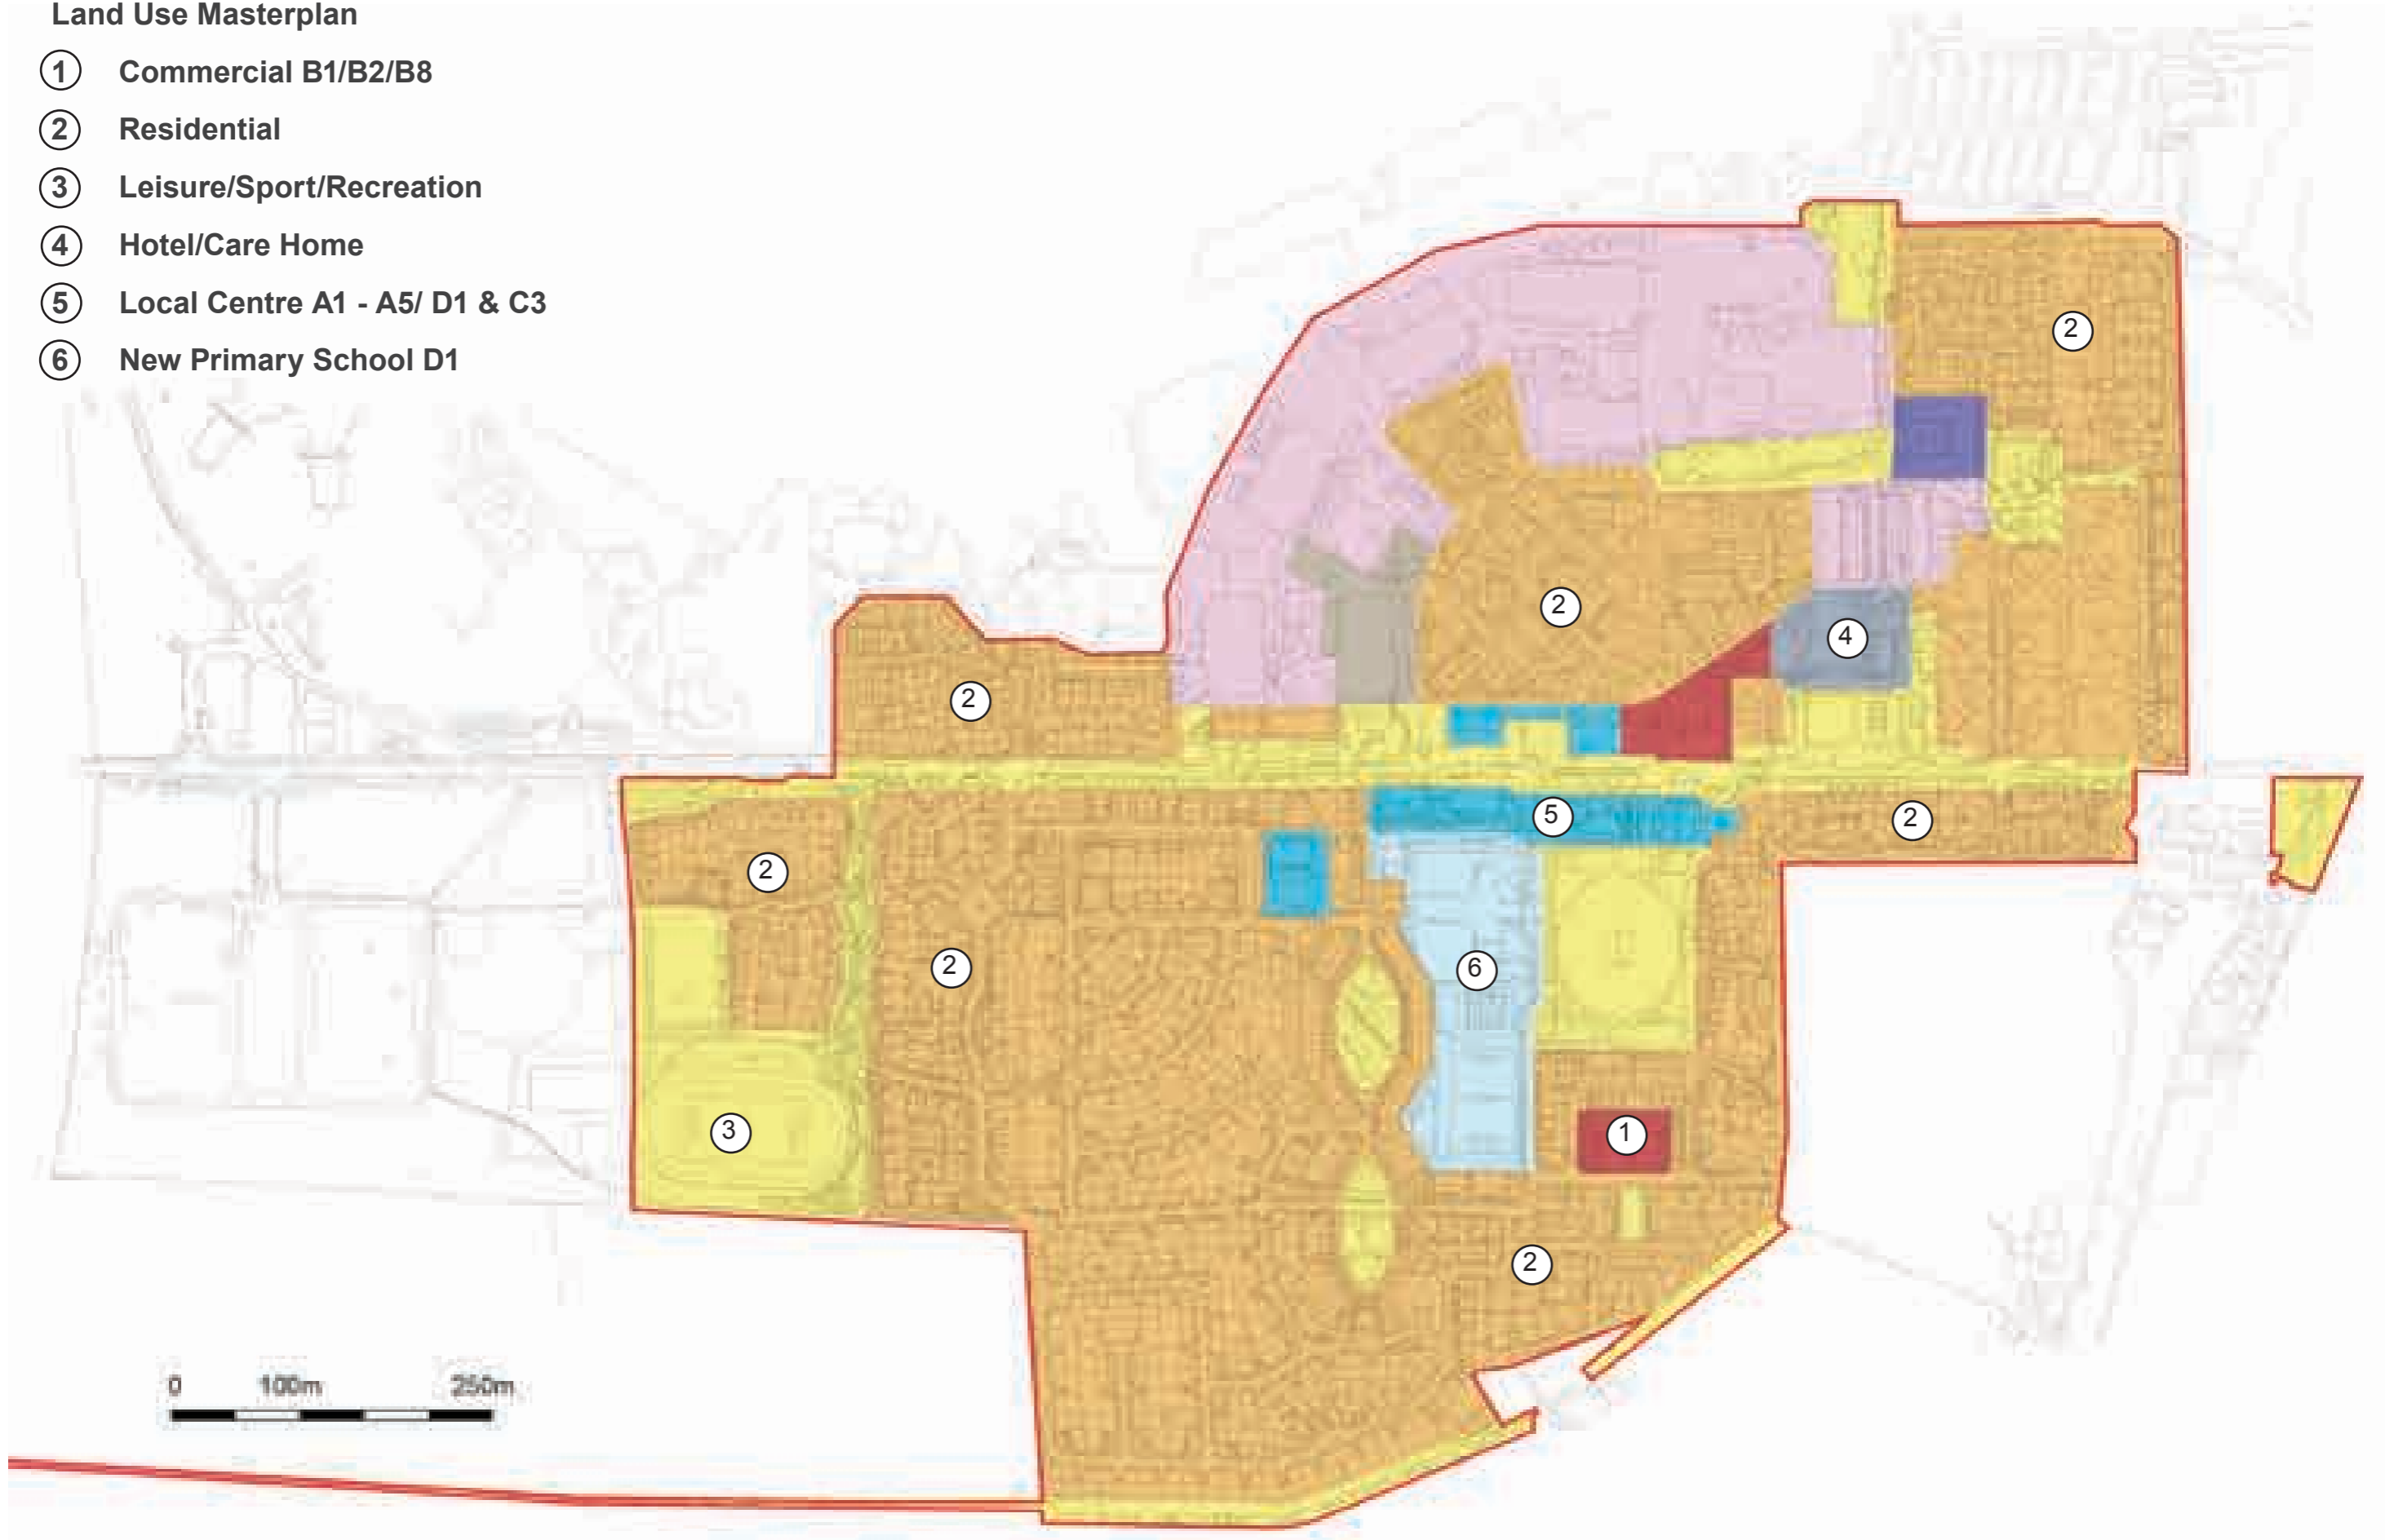 Land Use Masterplan
1 Commercial B1/B2/B8
2 Residential
3 Leisure/Sport/Recreation
4 Hotel/Care Home
5 Local Centre A1 - A5/ D1 & C3
6 New Primary School D1
2
2
4
2
5
2
2
2
6
3
1
2
0 100m 250m